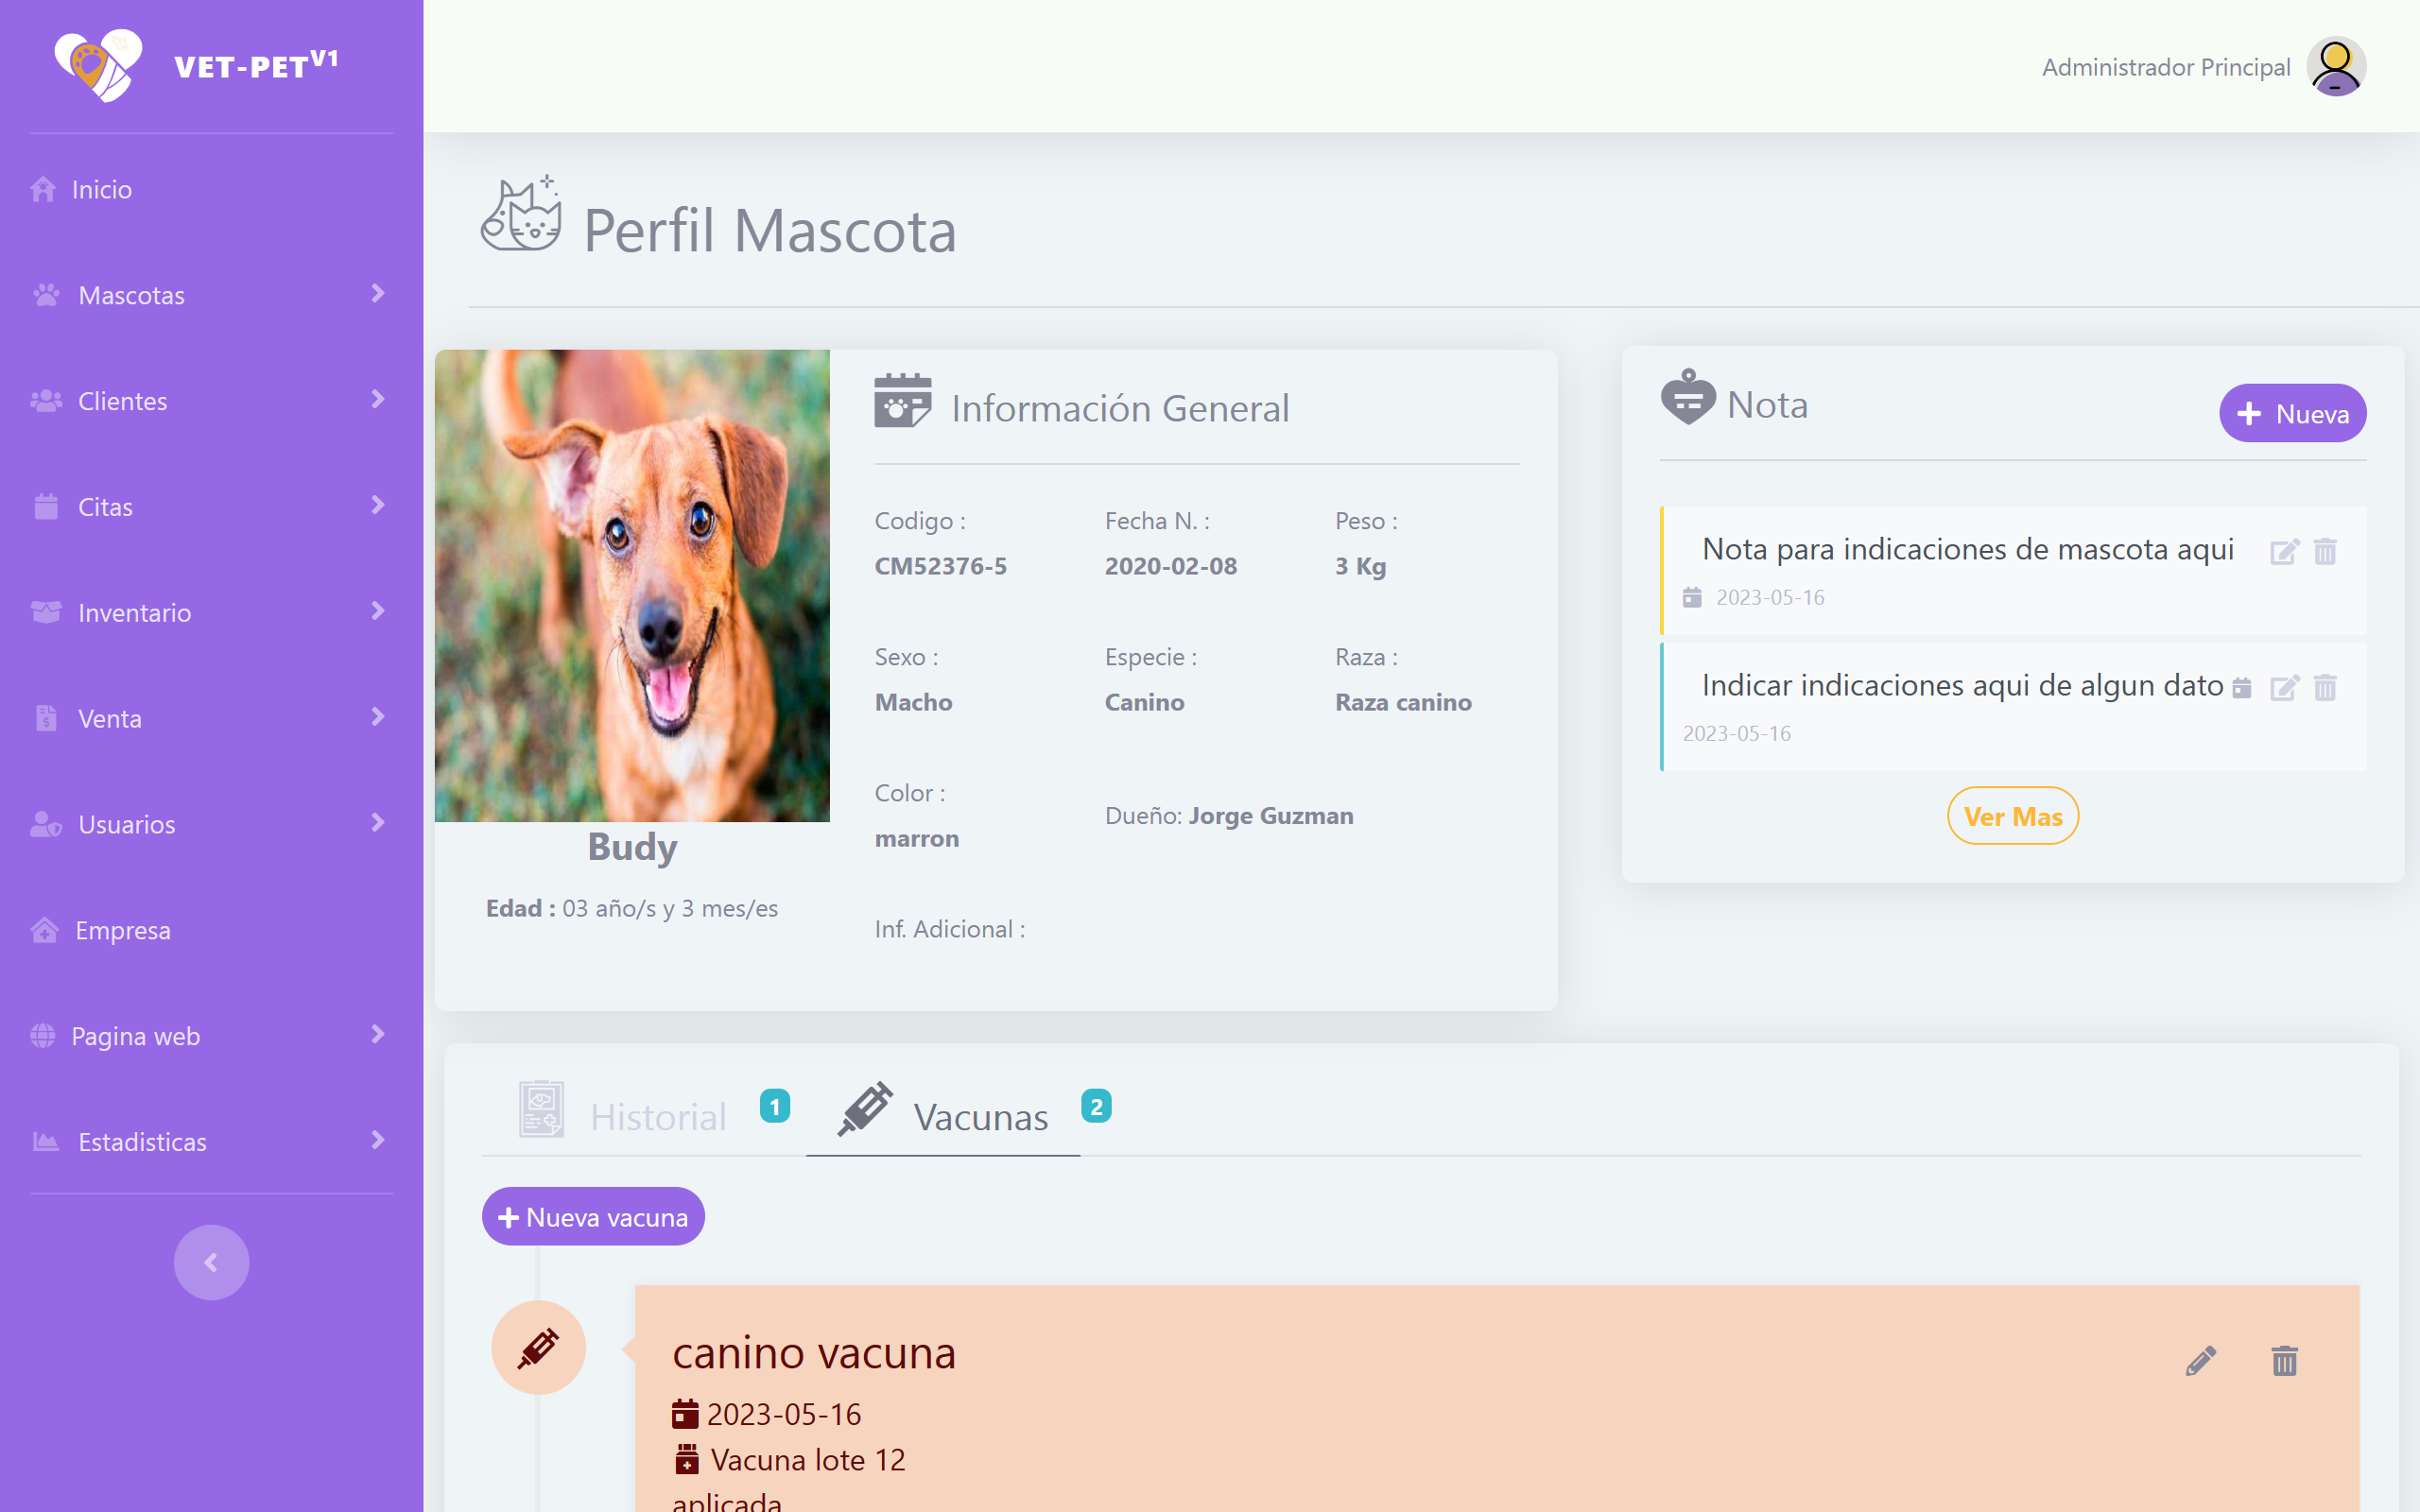 VET-PET V1
Administrador Principal
Inicio
Mascotas
Clientes
Citas
Inventario
Venta
Usuarios
Empresa
Pagina web
Estadisticas
Perfil Mascota
Budy
Edad : 03 año/s y 3 mes/es
Información General
Codigo : Fecha N. : Peso :
CM52376-5 2020-02-08 3 Kg
Sexo : Especie : Raza :
Macho Canino Raza canino
Color :
marron
Dueño: Jorge Guzman
Inf. Adicional :
Nota
Nueva
Nota para indicaciones de mascota aqui
2023-05-16
Indicar indicaciones aqui de algun dato
2023-05-16
Ver Mas
Historial 1 Vacunas 2
Nueva vacuna
canino vacuna
2023-05-16
Vacuna lote 12
aplicada